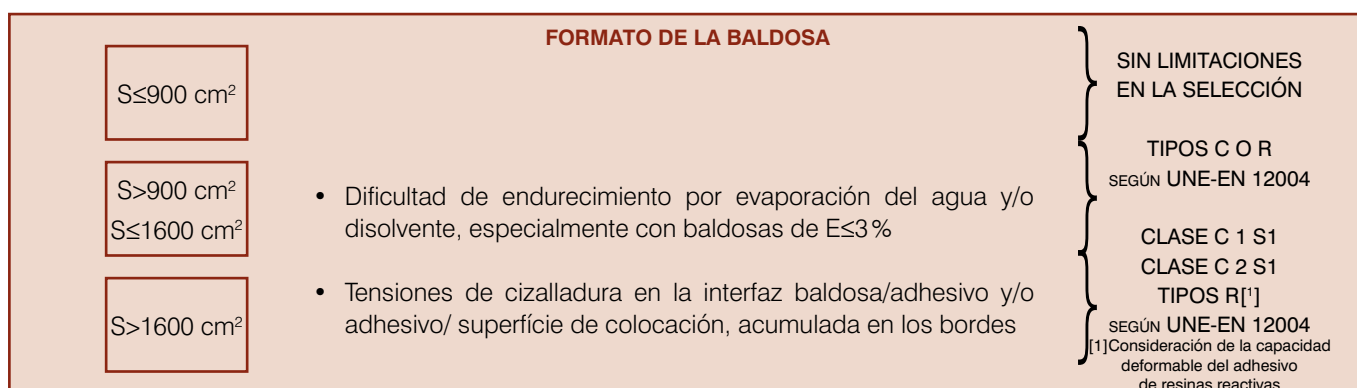 FORMATO DE LA BALDOSA
S≤900 cm²
SIN LIMITACIONES
EN LA SELECCIÓN
S>900 cm²
S≤1600 cm²
• Dificultad de endurecimiento por evaporación del agua y/o
disolvente, especialmente con baldosas de E≤3%
TIPOS C O R
SEGÚN UNE-EN 12004
S>1600 cm²
• Tensiones de cizalladura en la interfaz baldosa/adhesivo y/o
adhesivo/ superfície de colocación, acumulada en los bordes
CLASE C 1 S1
CLASE C 2 S1
TIPOS R[¹]
SEGÚN UNE-EN 12004
[1]Consideración de la capacidad
deformable del adhesivo
de resinas reactivas